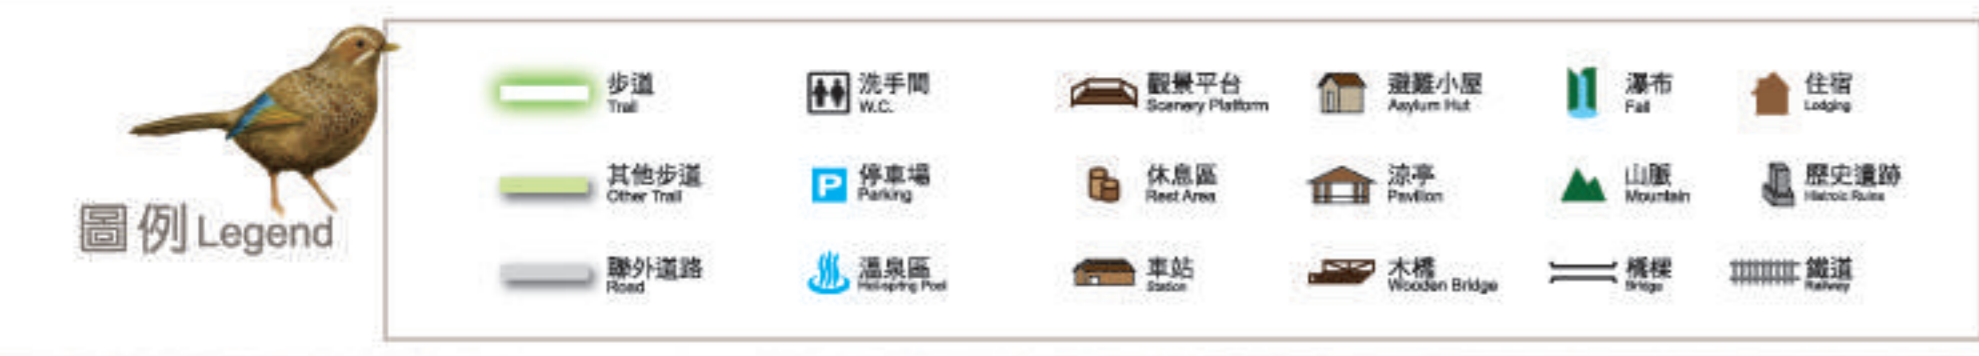 圖例 Legend
步道
Trail
洗手間
W.C.
觀景平台
Scenery Platform
避難小屋
Asylum Hut
瀑布
Fall
住宿
Lodging
其他步道
Other Trail
停車場
Parking
休息區
Rest Area
涼亭
Pavilion
山脈
Mountain
歷史遺跡
Histroic Ruins
聯外道路
Road
溫泉區
Hot-spring Pool
車站
Station
木橋
Wooden Bridge
橋樑
Bridge
鐵道
Railway
P